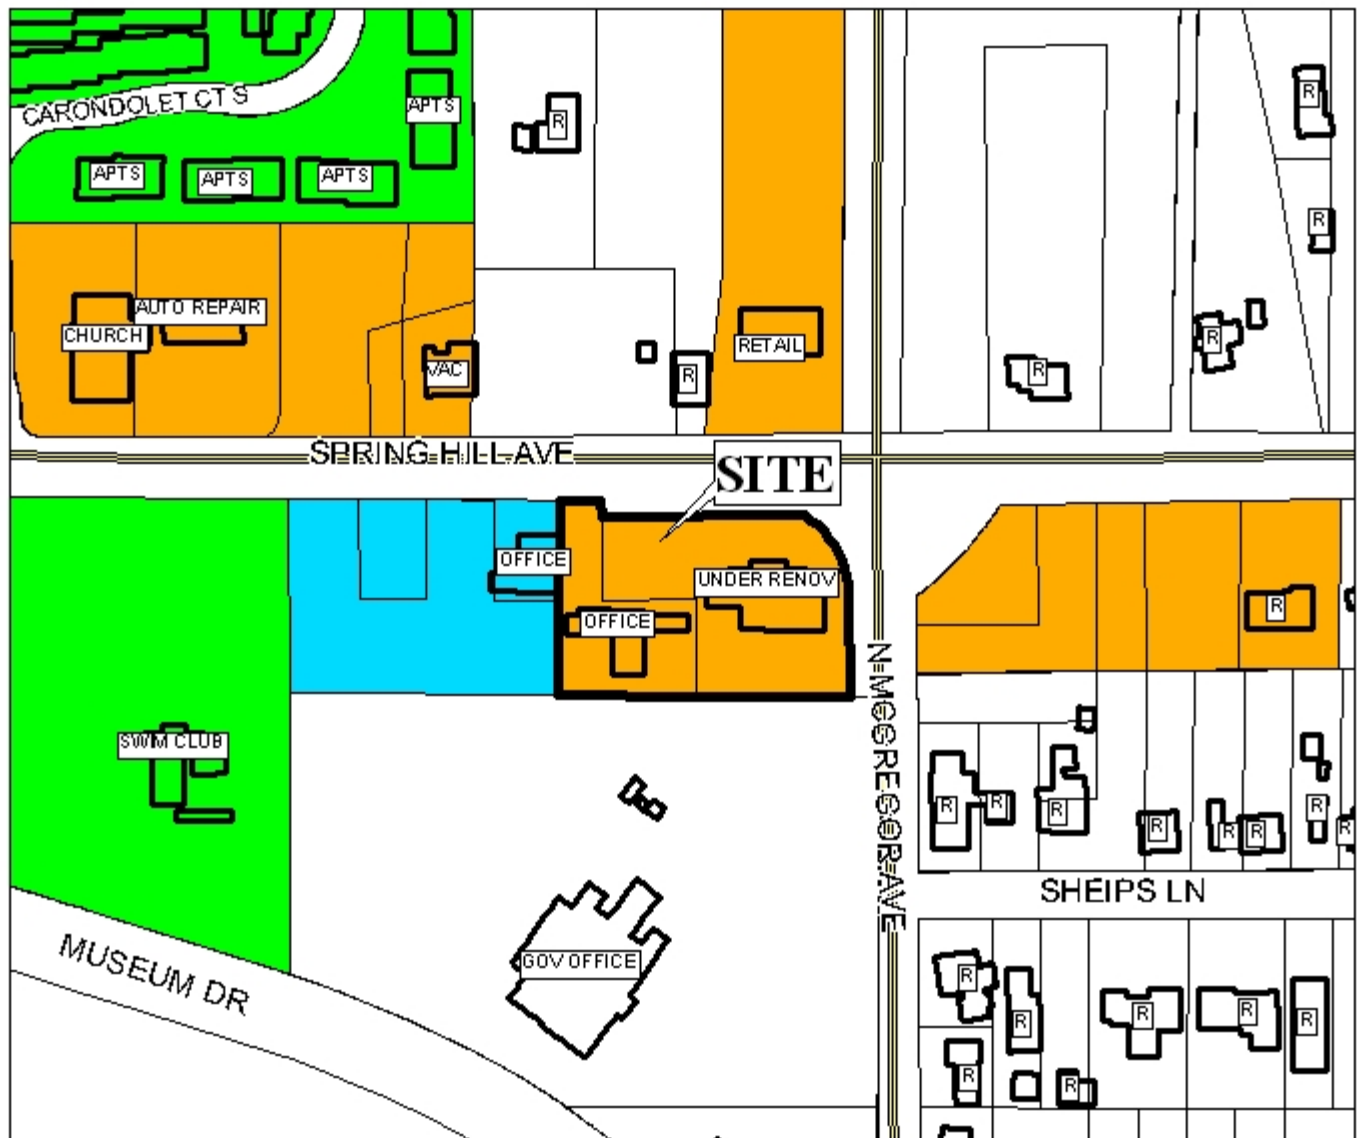 CARONDOLET CT S
APTS
APTS
APTS
APTS
R
R
R
AUTO REPAIR
CHURCH
VAC
R
RETAIL
R
R
SPRING HILL AVE
SITE
OFFICE
UNDER RENOV
OFFICE
R
N MCGREGOR AVE
SWIM CLUB
R
R
R
R
R
R
R
R
SHEIPS LN
MUSEUM DR
GOV OFFICE
R
R
R
R
R
R
R